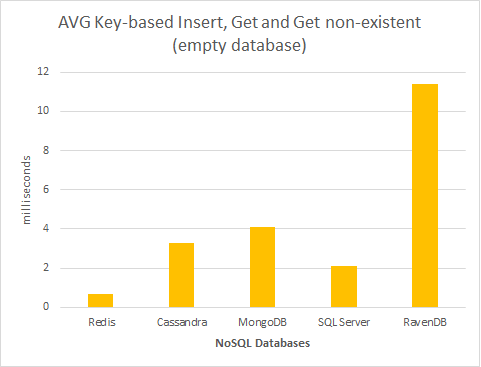 AVG Key-based Insert, Get and Get non-existent
(empty database)
12
10
8
6
4
2
0
milliseconds
Redis Cassandra MongoDB SQL Server RavenDB
NoSQL Databases